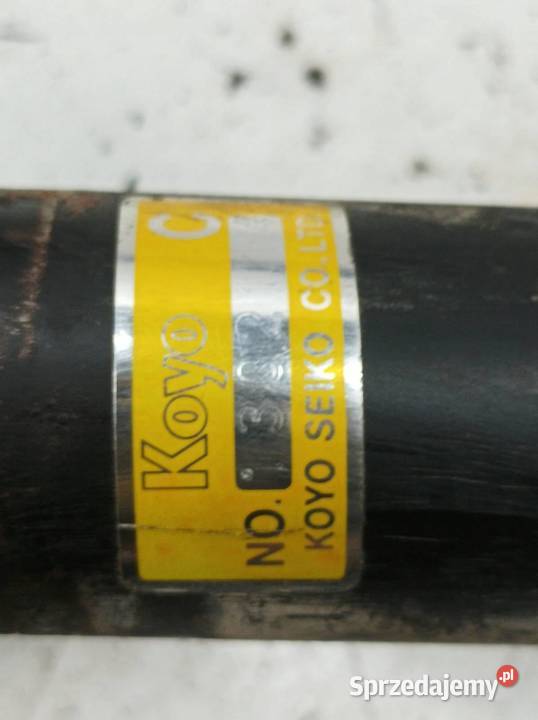 Koyo C
NO.
KOYO SEIKO CO., LTD.
Sprzedajemy.pl